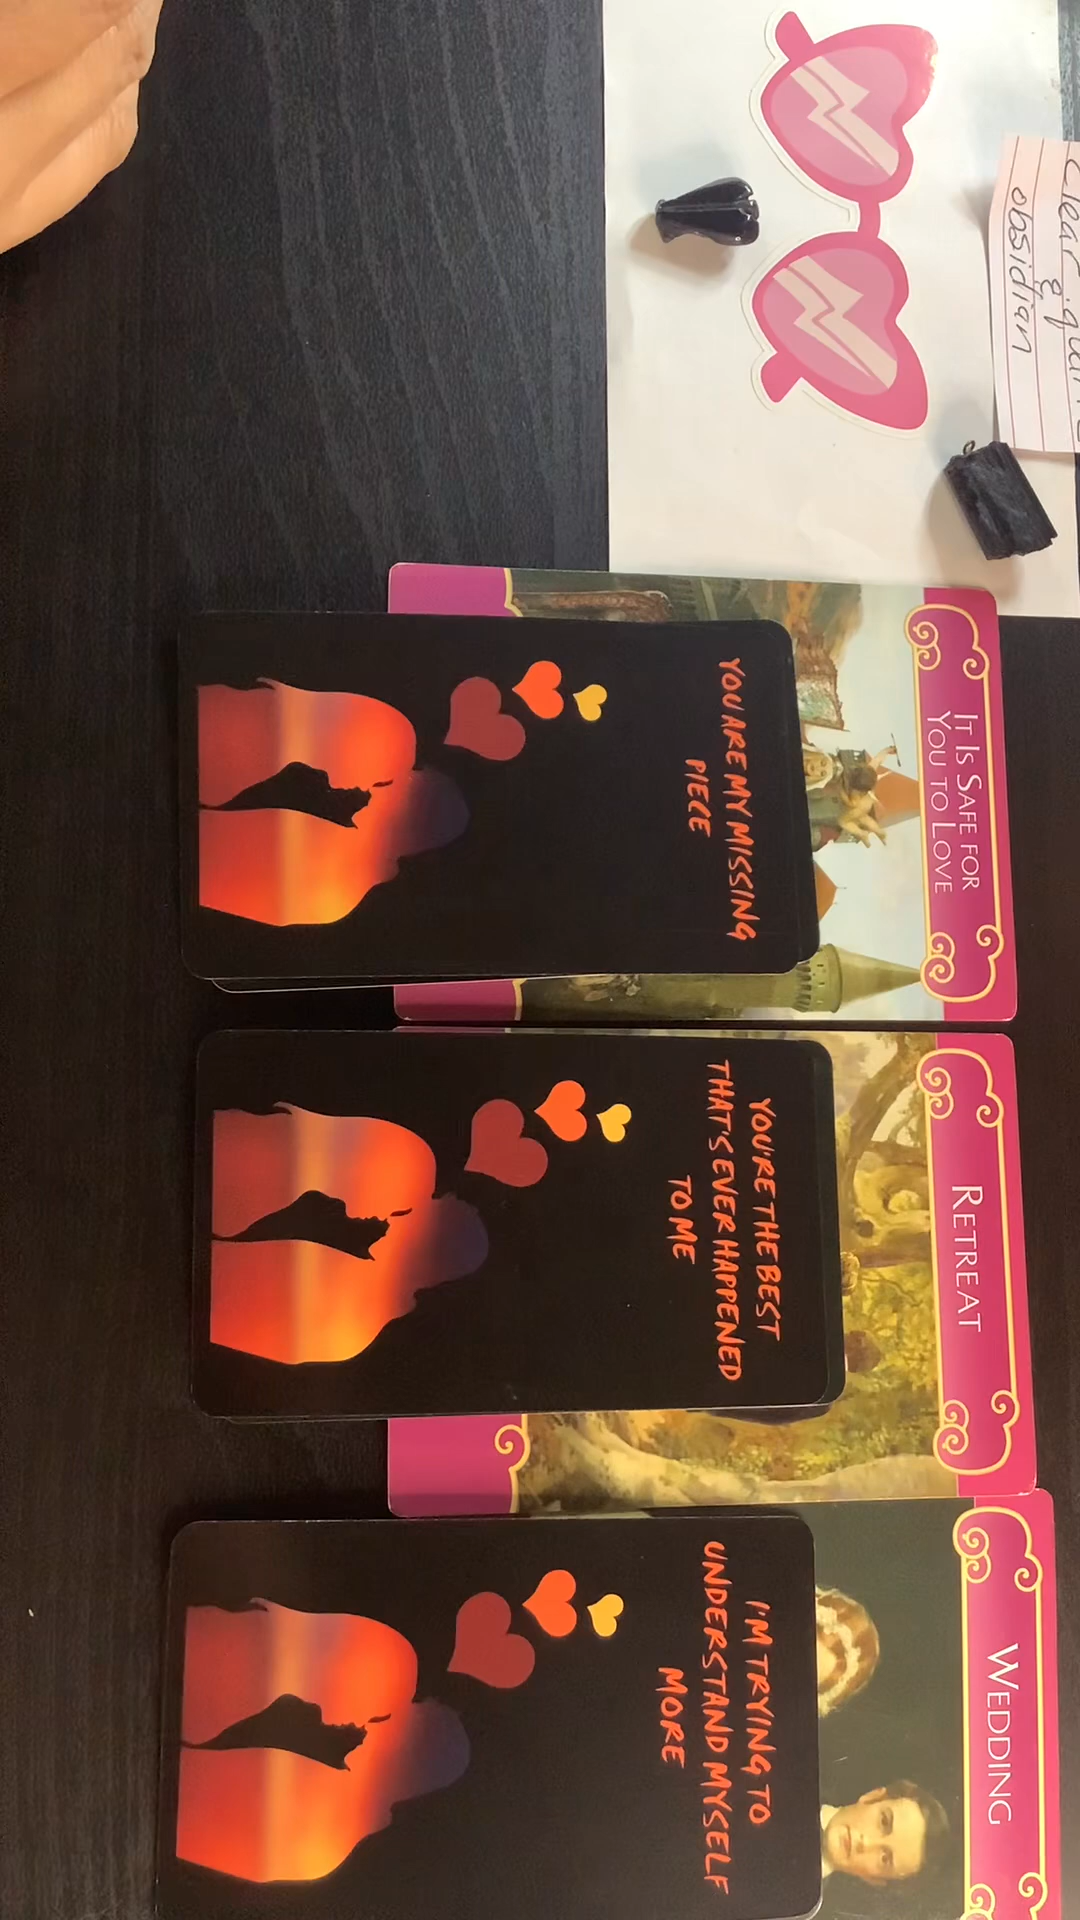 obsidian
&
IT IS SAFE FOR
YOU TO LOVE
YOU ARE MY MISSING
PIECE
RETREAT
YOU'RE THE BEST
THAT'S EVER HAPPENED
TO ME
WEDDING
I'M TRYING TO
UNDERSTAND MYSELF
MORE